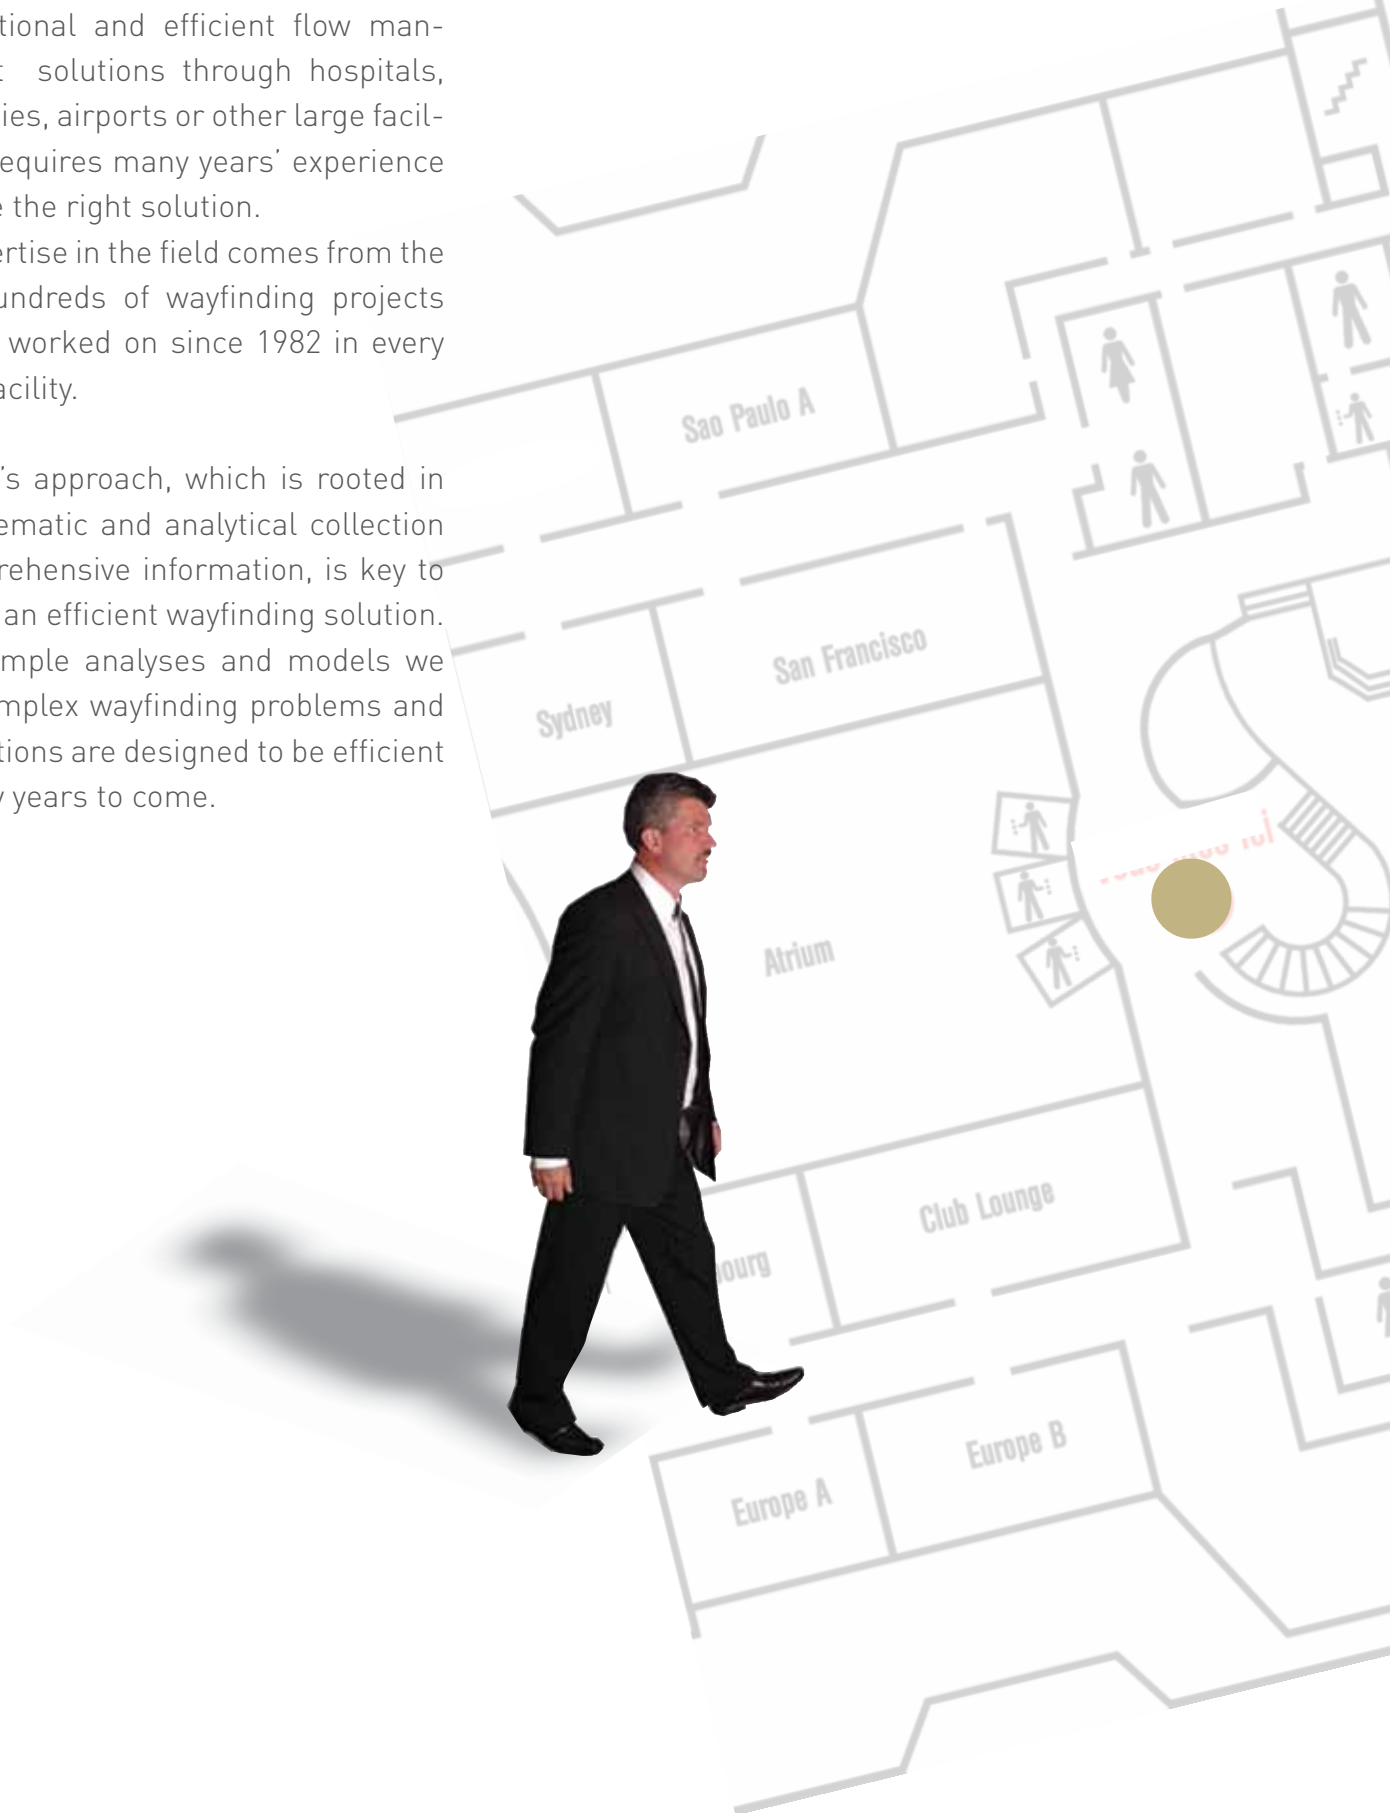 tional and efficient flow man-
solutions through hospitals,
ies, airports or other large facil-
equires many years’ experience
the right solution.
ertise in the field comes from the
undreds of wayfinding projects
worked on since 1982 in every
acility.
’s approach, which is rooted in
ematic and analytical collection
rehensive information, is key to
an efficient wayfinding solution.
mple analyses and models we
mplex wayfinding problems and
tions are designed to be efficient
years to come.
Sao Paulo A
San Francisco
Sydney
Atrium
Club Lounge
bourg
Europe B
Europe A